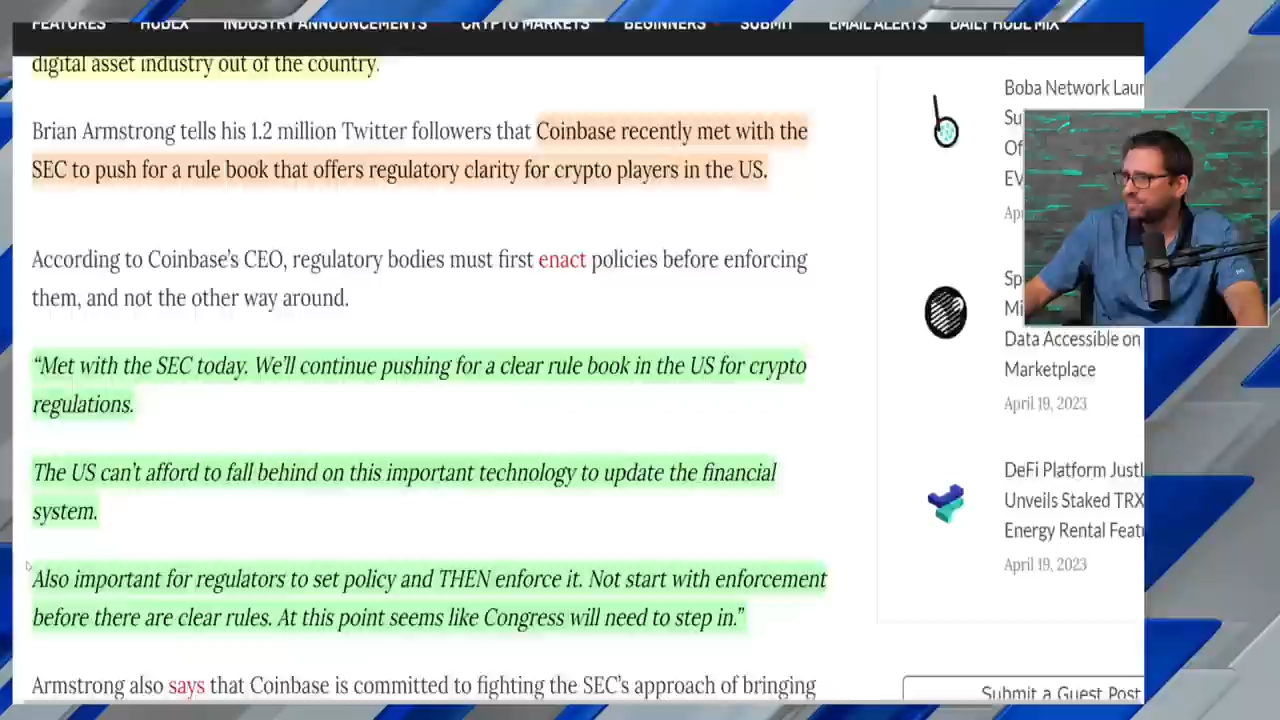 FEATURES HODLX INDUSTRY ANNOUNCEMENTS CRYPTO MARKETS BEGINNERS SUBMIT EMAIL ALERTS DAILY HODL MIX
digital asset industry out of the country.
Brian Armstrong tells his 1.2 million Twitter followers that Coinbase recently met with the
SEC to push for a rule book that offers regulatory clarity for crypto players in the US.
According to Coinbase’s CEO, regulatory bodies must first enact policies before enforcing
them, and not the other way around.
“Met with the SEC today. We’ll continue pushing for a clear rule book in the US for crypto
regulations.
The US can’t afford to fall behind on this important technology to update the financial
system.
Also important for regulators to set policy and THEN enforce it. Not start with enforcement
before there are clear rules. At this point seems like Congress will need to step in.”
Armstrong also says that Coinbase is committed to fighting the SEC’s approach of bringing
Boba Network
Data Accessible on
Marketplace
April 19, 2023
DeFi Platform
Unveils Staked TRX
Energy Rental
April 19, 2023
Submit a Guest Post